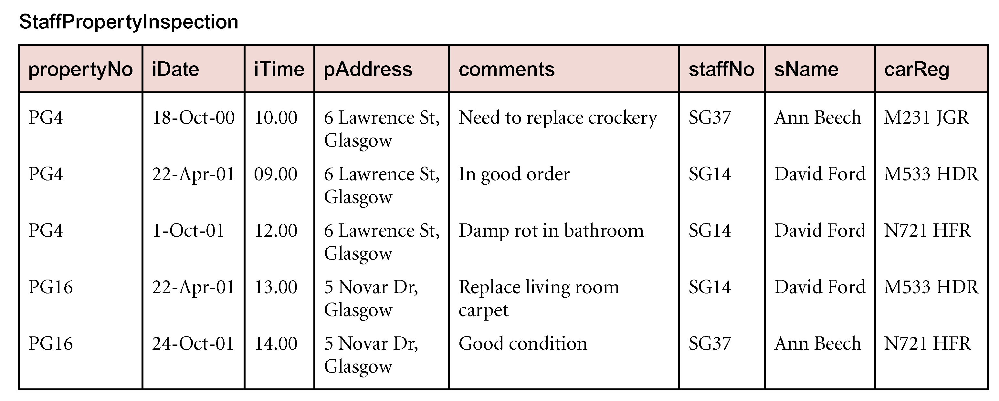 StaffPropertyInspection
propertyNo iDate iTime pAddress comments staffNo sName carReg
PG4 18-Oct-00 10.00 6 Lawrence St, Need to replace crockery SG37 Ann Beech M231 JGR
Glasgow
PG4 22-Apr-01 09.00 6 Lawrence St, In good order SG14 David Ford M533 HDR
Glasgow
PG4 1-Oct-01 12.00 6 Lawrence St, Damp rot in bathroom SG14 David Ford N721 HFR
Glasgow
PG16 22-Apr-01 13.00 5 Novar Dr, Replace living room SG14 David Ford M533 HDR
Glasgow carpet
PG16 24-Oct-01 14.00 5 Novar Dr, Good condition SG37 Ann Beech N721 HFR
Glasgow